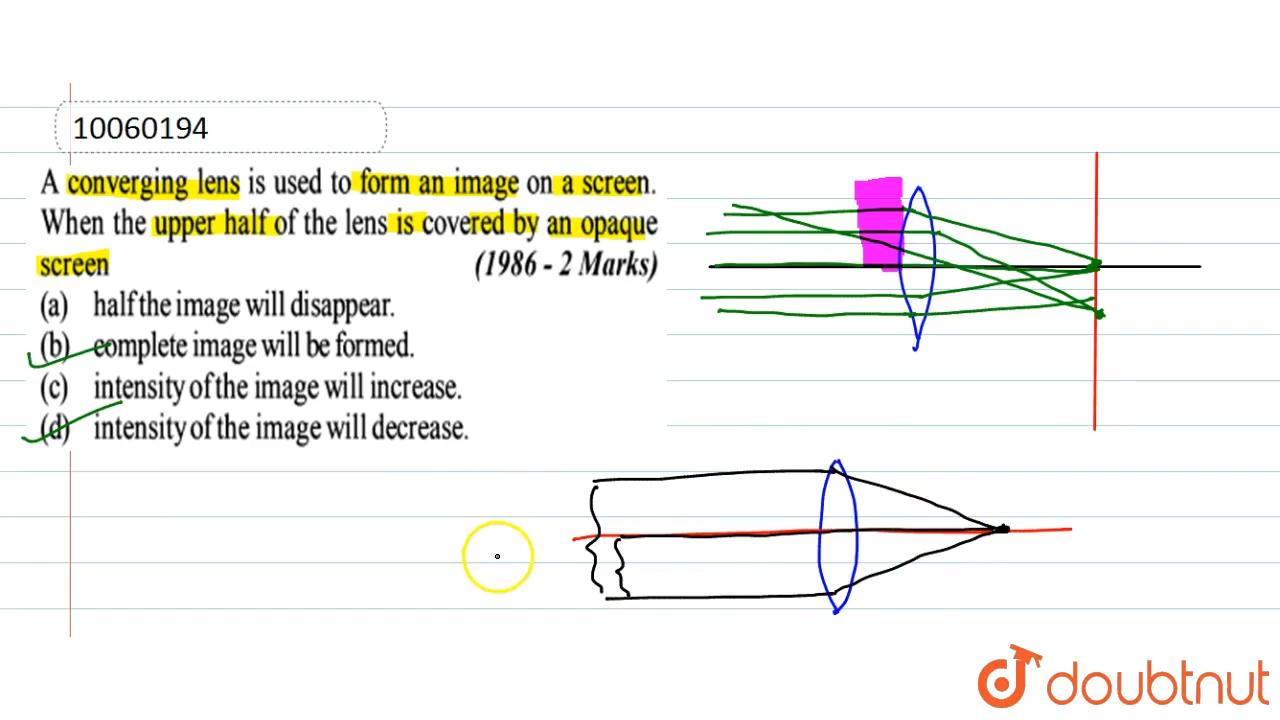 10060194
A converging lens is used to form an image on a screen.
When the upper half of the lens is covered by an opaque
screen (1986 - 2 Marks)
(a) half the image will disappear.
(b) complete image will be formed.
(c) intensity of the image will increase.
(d) intensity of the image will decrease.
doubtnut